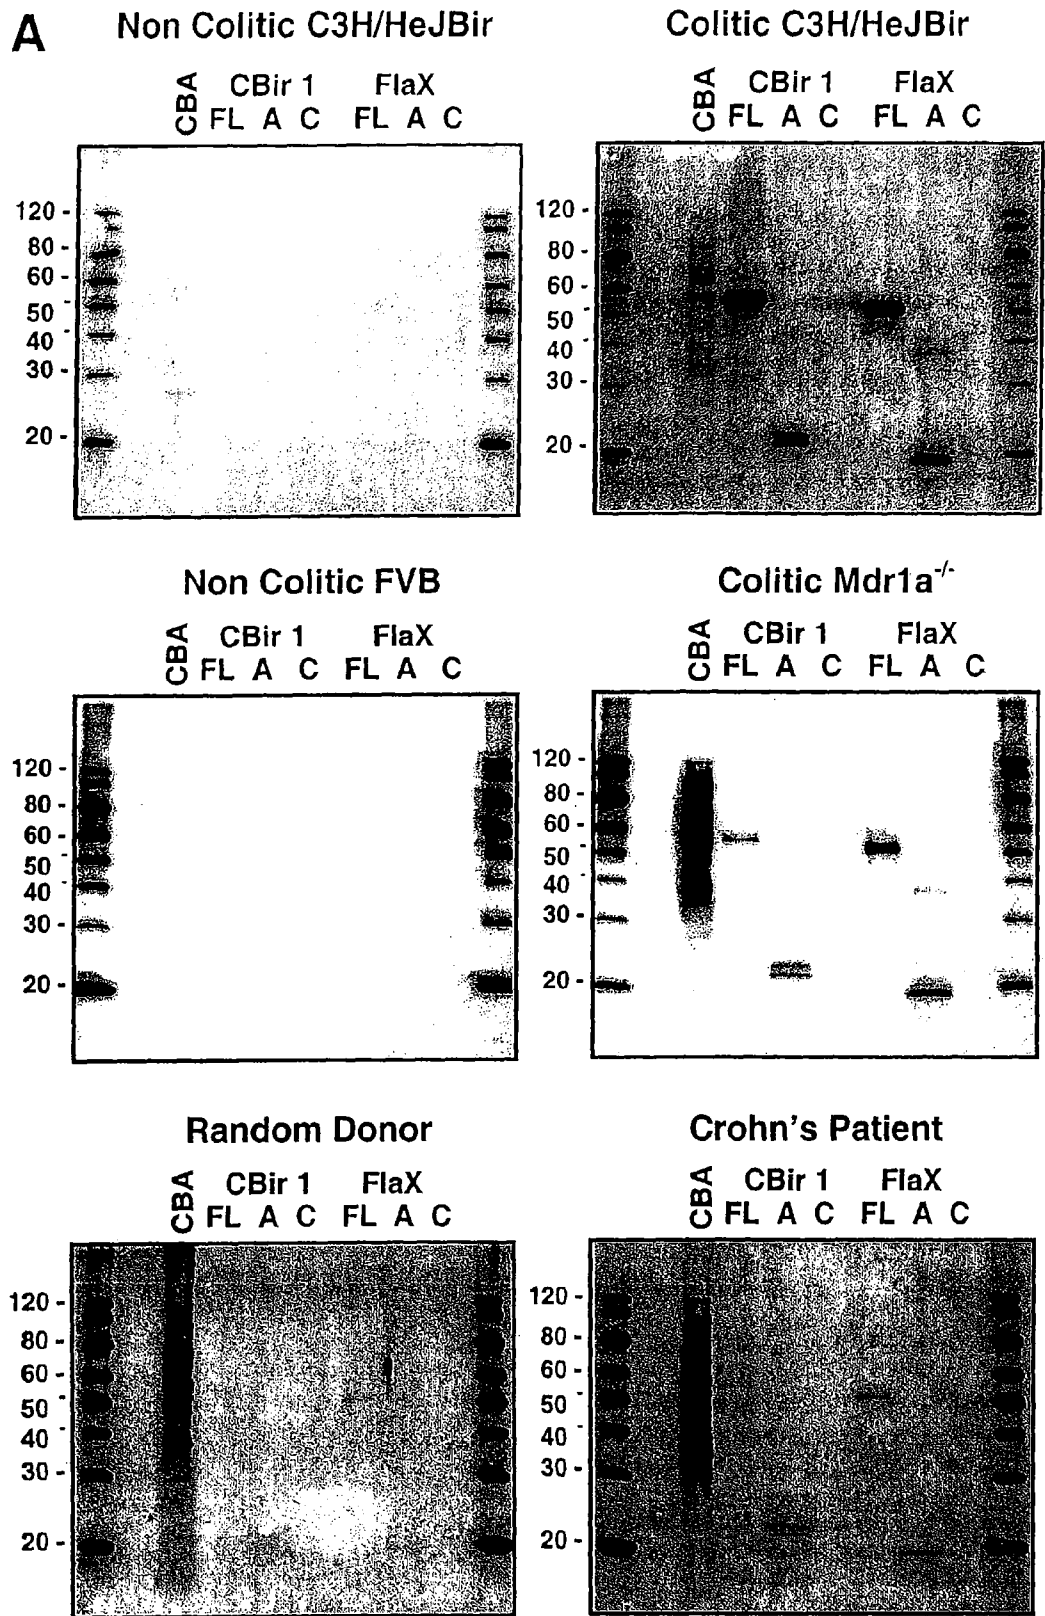 A
Non Colitic C3H/HeJBir
CBA
CBir 1
FlaX
FL A C FL A C
120 -
80 -
60 -
50 -
40 -
30 -
20 -
Colitic C3H/HeJBir
CBA
CBir 1
FlaX
FL A C FL A C
120 -
80 -
60 -
50 -
40 -
30 -
20 -
Non Colitic FVB
CBA
CBir 1
FlaX
FL A C FL A C
120 -
80 -
60 -
50 -
40 -
30 -
20 -
Colitic Mdr1a-/-
CBA
CBir 1
FlaX
FL A C FL A C
120 -
80 -
60 -
50 -
40 -
30 -
20 -
Random Donor
CBA
CBir 1
FlaX
FL A C FL A C
120 -
80 -
60 -
50 -
40 -
30 -
20 -
Crohn's Patient
CBA
CBir 1
FlaX
FL A C FL A C
120 -
80 -
60 -
50 -
40 -
30 -
20 -